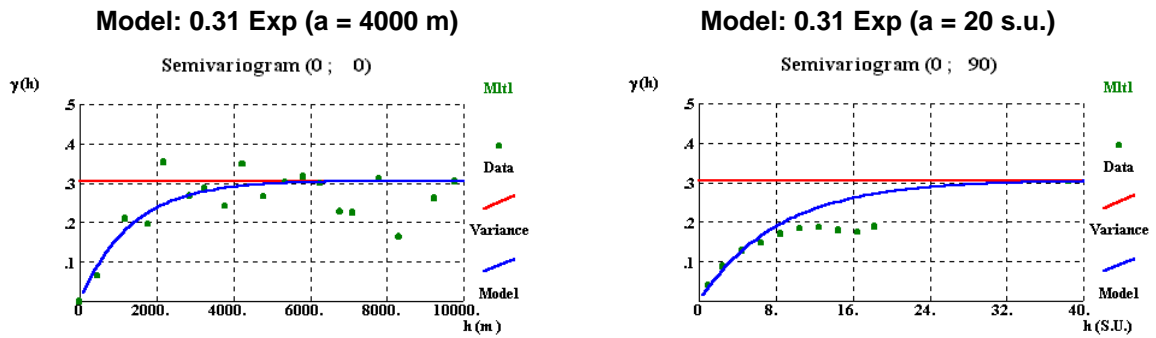 Model: 0.31 Exp (a = 4000 m)
Semivariogram (0 ; 0)
γ(h)
.5
.4
.3
.2
.1
0
2000.
4000.
6000.
8000.
10000.
h (m)
Mltl
Data
Variance
Model
Model: 0.31 Exp (a = 20 s.u.)
Semivariogram (0 ; 90)
γ(h)
.5
.4
.3
.2
.1
0
8.
16.
24.
32.
40.
h (S.U.)
Mltl
Data
Variance
Model